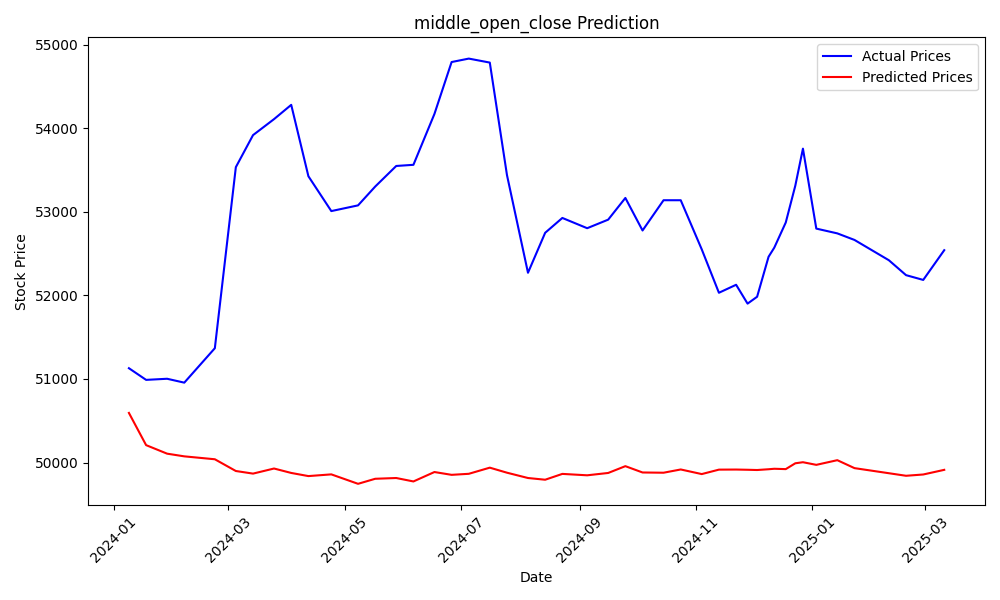 middle_open_close Prediction
Actual Prices
Predicted Prices
Stock Price
55000
54000
53000
52000
51000
50000
2024-01
2024-03
2024-05
2024-07
2024-09
2024-11
2025-01
2025-03
Date